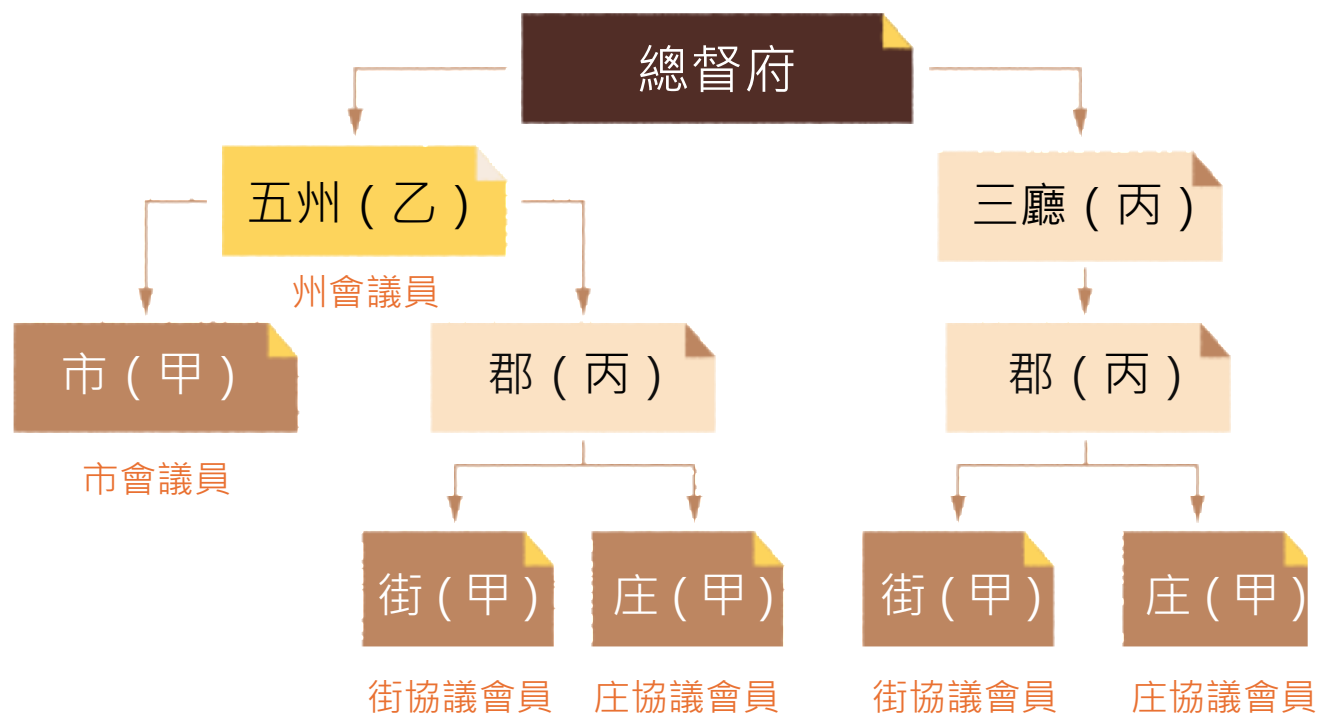 總督府
五州(乙)
三廳(丙)
州會議員
市(甲)
郡(丙)
郡(丙)
市會議員
街(甲)
庄(甲)
街(甲)
庄(甲)
街協議會員
庄協議會員
街協議會員
庄協議會員